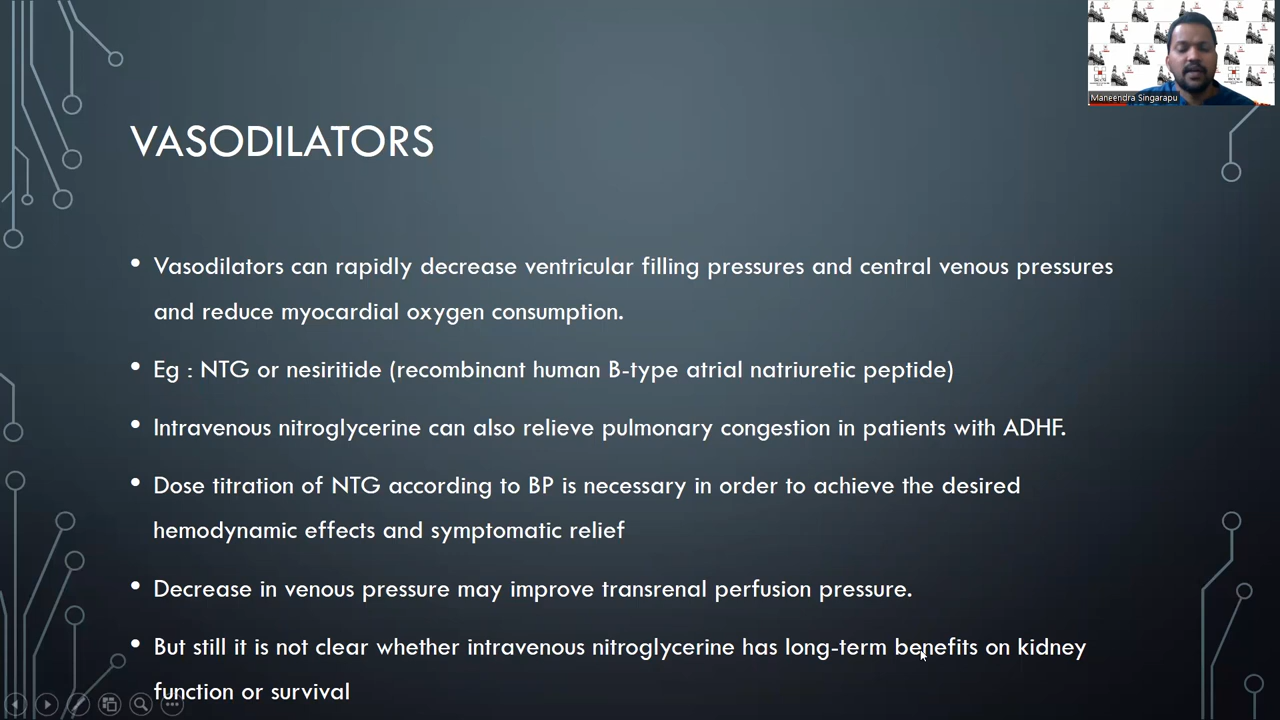 Maneendra Singarapu
VASODILATORS
• Vasodilators can rapidly decrease ventricular filling pressures and central venous pressures
and reduce myocardial oxygen consumption.
• Eg : NTG or nesiritide (recombinant human B-type atrial natriuretic peptide)
• Intravenous nitroglycerine can also relieve pulmonary congestion in patients with ADHF.
• Dose titration of NTG according to BP is necessary in order to achieve the desired
hemodynamic effects and symptomatic relief
• Decrease in venous pressure may improve transrenal perfusion pressure.
• But still it is not clear whether intravenous nitroglycerine has long-term benefits on kidney
function or survival